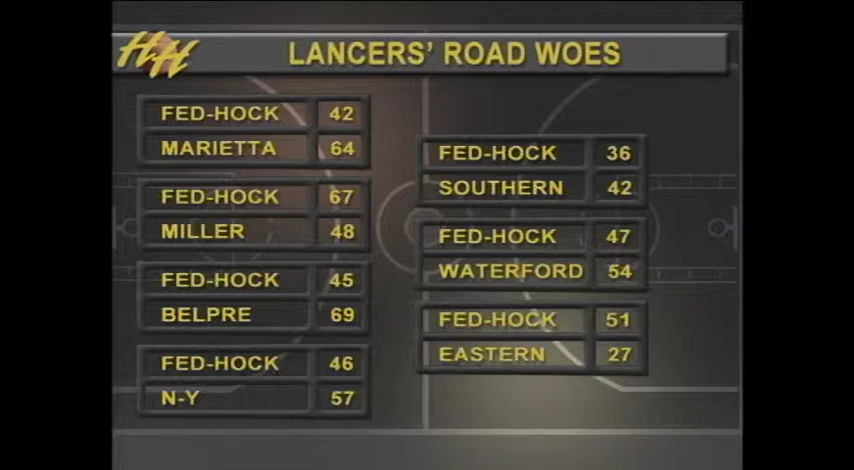 HH
LANCERS' ROAD WOES
FED-HOCK 42
MARIETTA 64
FED-HOCK 67
MILLER 48
FED-HOCK 45
BELPRE 69
FED-HOCK 46
N-Y 57
FED-HOCK 36
SOUTHERN 42
FED-HOCK 47
WATERFORD 54
FED-HOCK 51
EASTERN 27